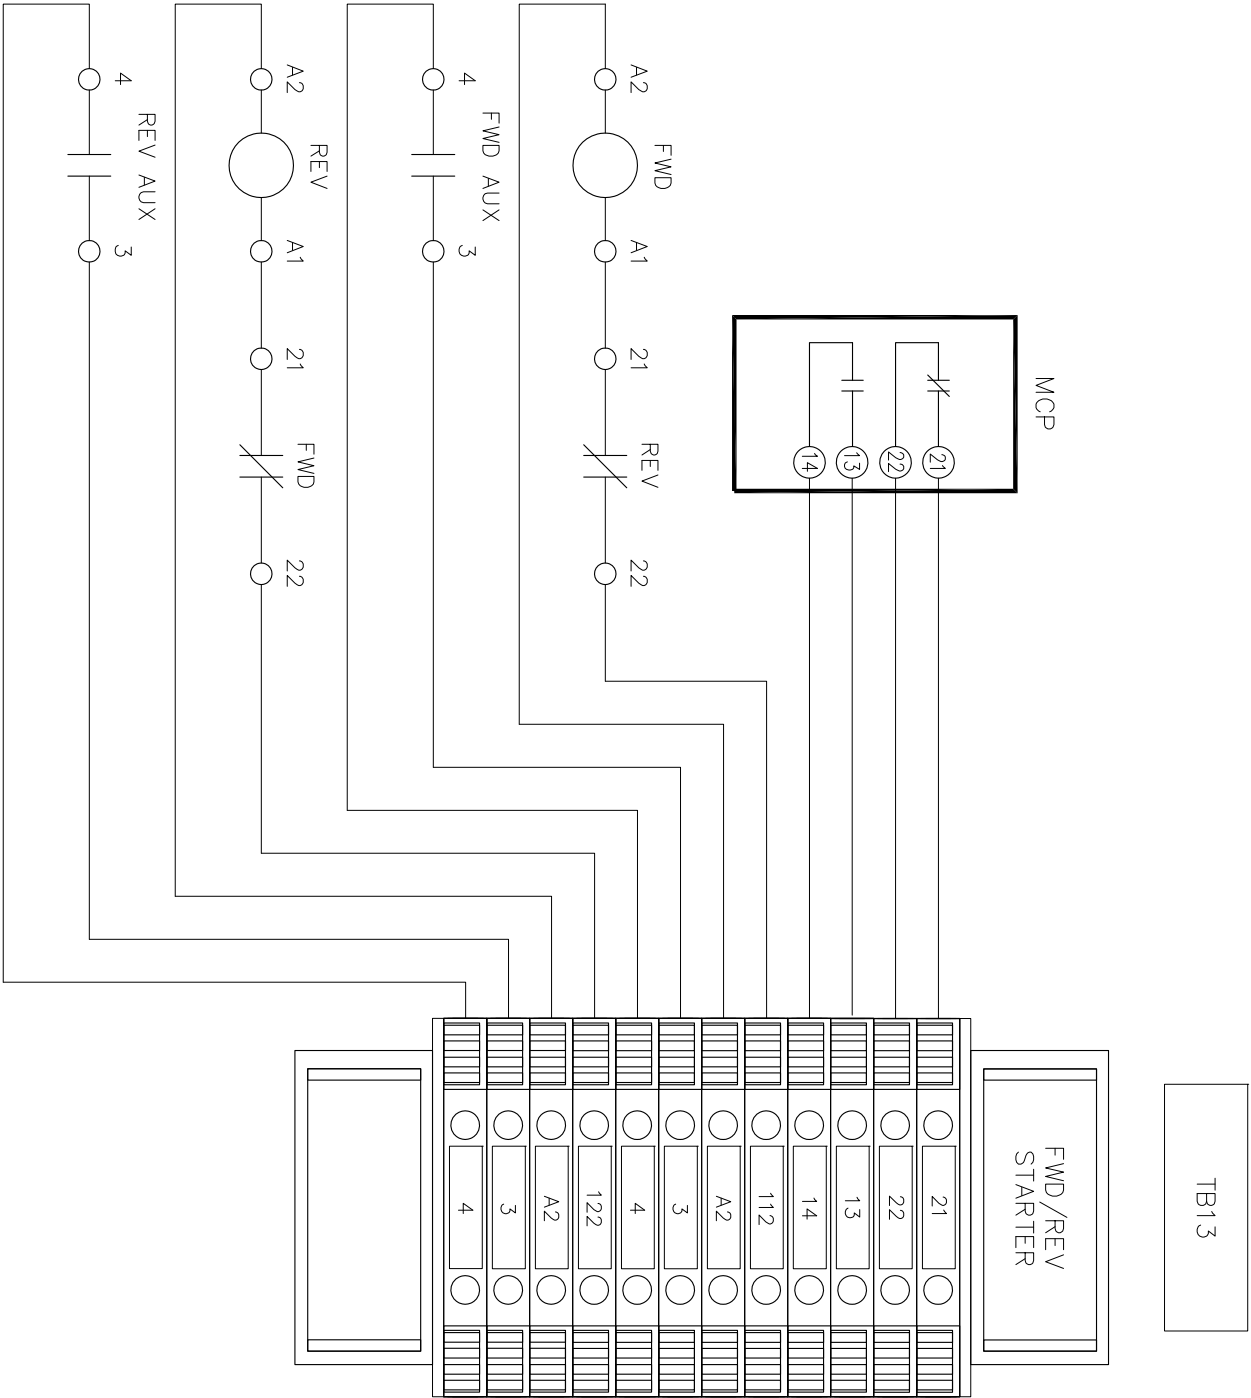 TB13
FWD/REV
STARTER
MCP
21
22
13
14
FWD
REV
A2 A1 21 22
FWD AUX
4 3
REV
FWD
A2 A1 21 22
REV AUX
4 3
21
22
13
14
112
A2
3
4
122
A2
3
4